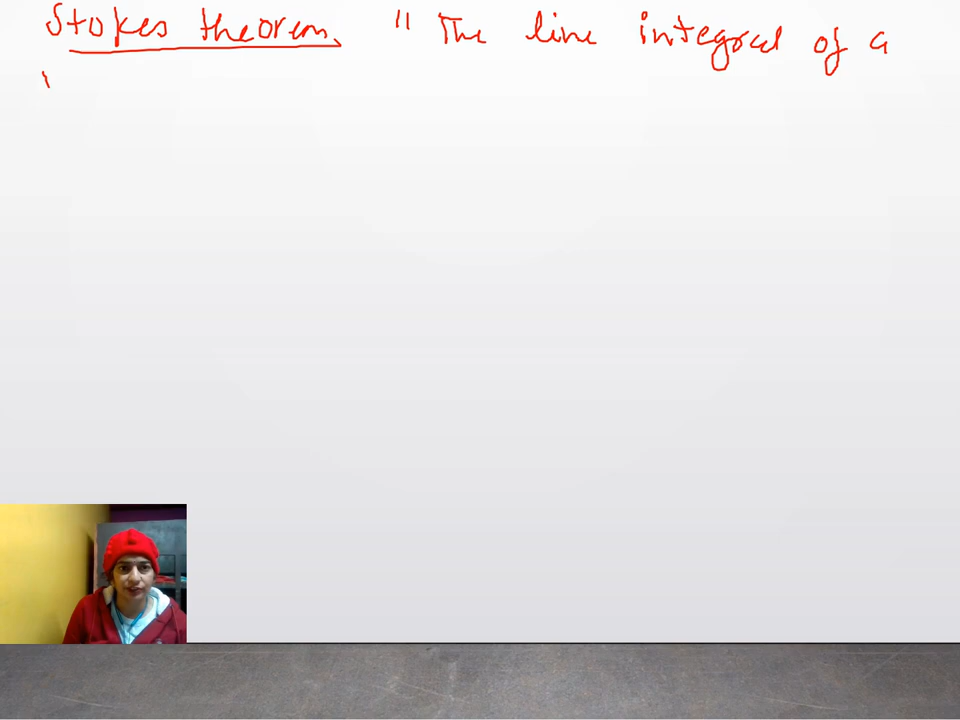 Stokes theorem, " The line integral of a